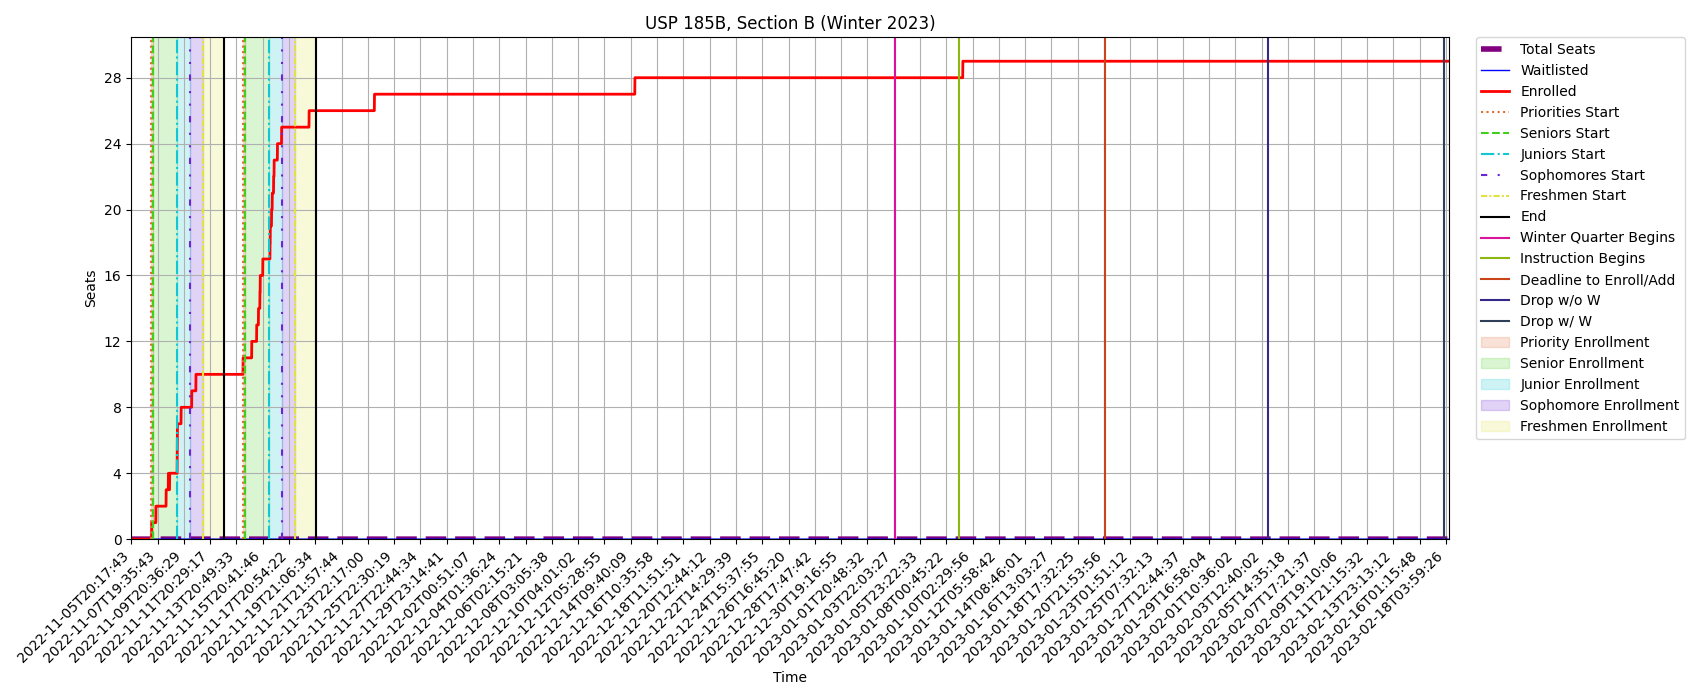 USP 185B, Section B (Winter 2023)
Seats
28
24
20
16
12
8
4
0
2022-11-05T20:17:43
2022-11-07T19:35:43
2022-11-09T20:36:29
2022-11-11T20:29:17
2022-11-13T20:49:33
2022-11-15T20:41:46
2022-11-17T20:54:22
2022-11-19T21:06:34
2022-11-21T21:57:44
2022-11-23T22:17:00
2022-11-25T22:30:19
2022-11-27T22:44:34
2022-11-29T23:14:41
2022-12-02T00:51:07
2022-12-04T01:36:24
2022-12-06T02:15:21
2022-12-08T03:05:38
2022-12-10T04:01:02
2022-12-12T05:28:55
2022-12-14T09:40:09
2022-12-16T10:35:58
2022-12-18T11:51:51
2022-12-20T12:44:12
2022-12-22T14:29:39
2022-12-24T15:37:55
2022-12-26T16:45:20
2022-12-28T17:47:42
2022-12-30T19:16:55
2023-01-01T20:48:32
2023-01-03T22:03:27
2023-01-05T23:22:33
2023-01-08T00:45:22
2023-01-10T02:29:56
2023-01-12T05:58:42
2023-01-14T08:46:01
2023-01-16T13:03:27
2023-01-18T17:32:25
2023-01-20T21:53:56
2023-01-23T01:51:12
2023-01-25T07:32:13
2023-01-27T12:44:37
2023-01-29T16:58:04
2023-02-01T10:36:02
2023-02-03T12:40:02
2023-02-05T14:35:18
2023-02-07T17:21:37
2023-02-09T19:10:06
2023-02-11T21:15:32
2023-02-13T23:13:12
2023-02-16T01:15:48
2023-02-18T03:59:26
Time
Total Seats
Waitlisted
Enrolled
Priorities Start
Seniors Start
Juniors Start
Sophomores Start
Freshmen Start
End
Winter Quarter Begins
Instruction Begins
Deadline to Enroll/Add
Drop w/o W
Drop w/ W
Priority Enrollment
Senior Enrollment
Junior Enrollment
Sophomore Enrollment
Freshmen Enrollment